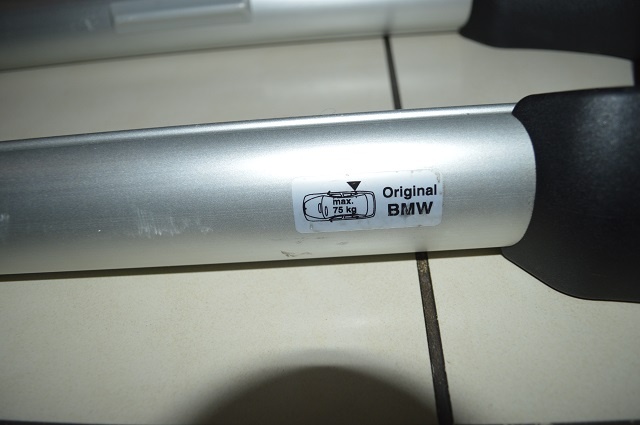 max.
75 kg
Original
BMW